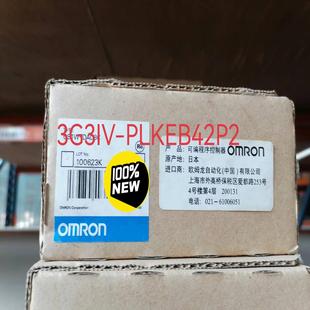 3G3IV-PLKEB42P2
LOT No.
100623K
100%
NEW
OMRON Corporation
OMRON
产品：可编程序控制器 OMRON
原产地：日本
进口商：欧姆龙自动化(中国)有限公司
上海市外高桥保税区爱都路253号
4号楼第4层 200131
电话：021-61006051